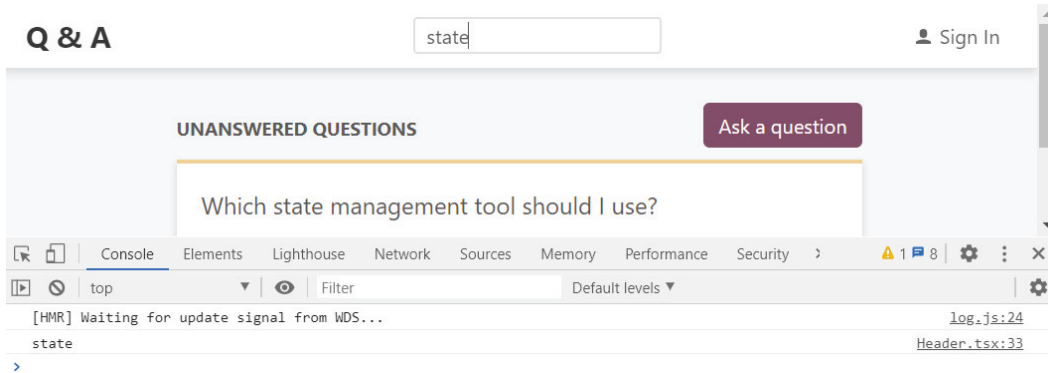 Q & A state Sign In
UNANSWERED QUESTIONS Ask a question
Which state management tool should I use?
Console Elements Lighthouse Network Sources Memory Performance Security 1 8
top Filter Default levels ▼
[HMR] Waiting for update signal from WDS... log.js:24
state Header.tsx:33